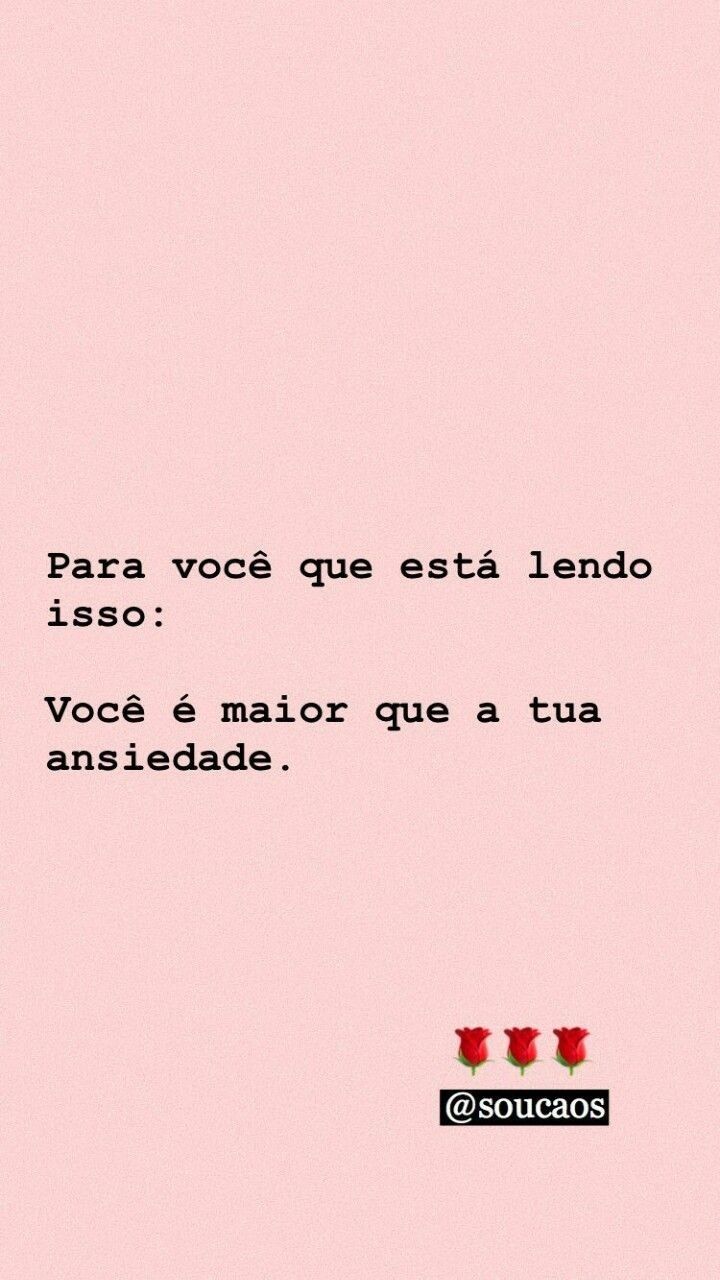 Para você que está lendo
isso:
Você é maior que a tua
ansiedade.
🌹🌹🌹
@soucaos